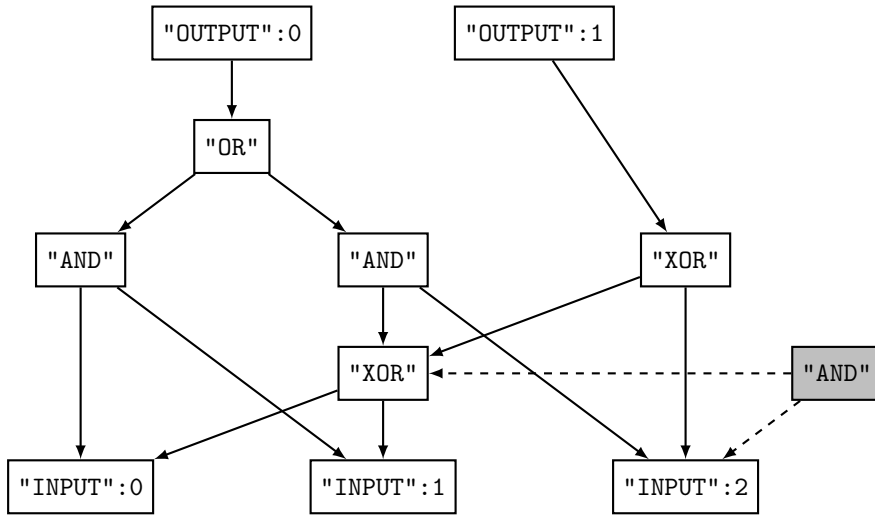 "OUTPUT":0
"OUTPUT":1
"OR"
"AND"
"AND"
"XOR"
"XOR"
"AND"
"INPUT":0
"INPUT":1
"INPUT":2